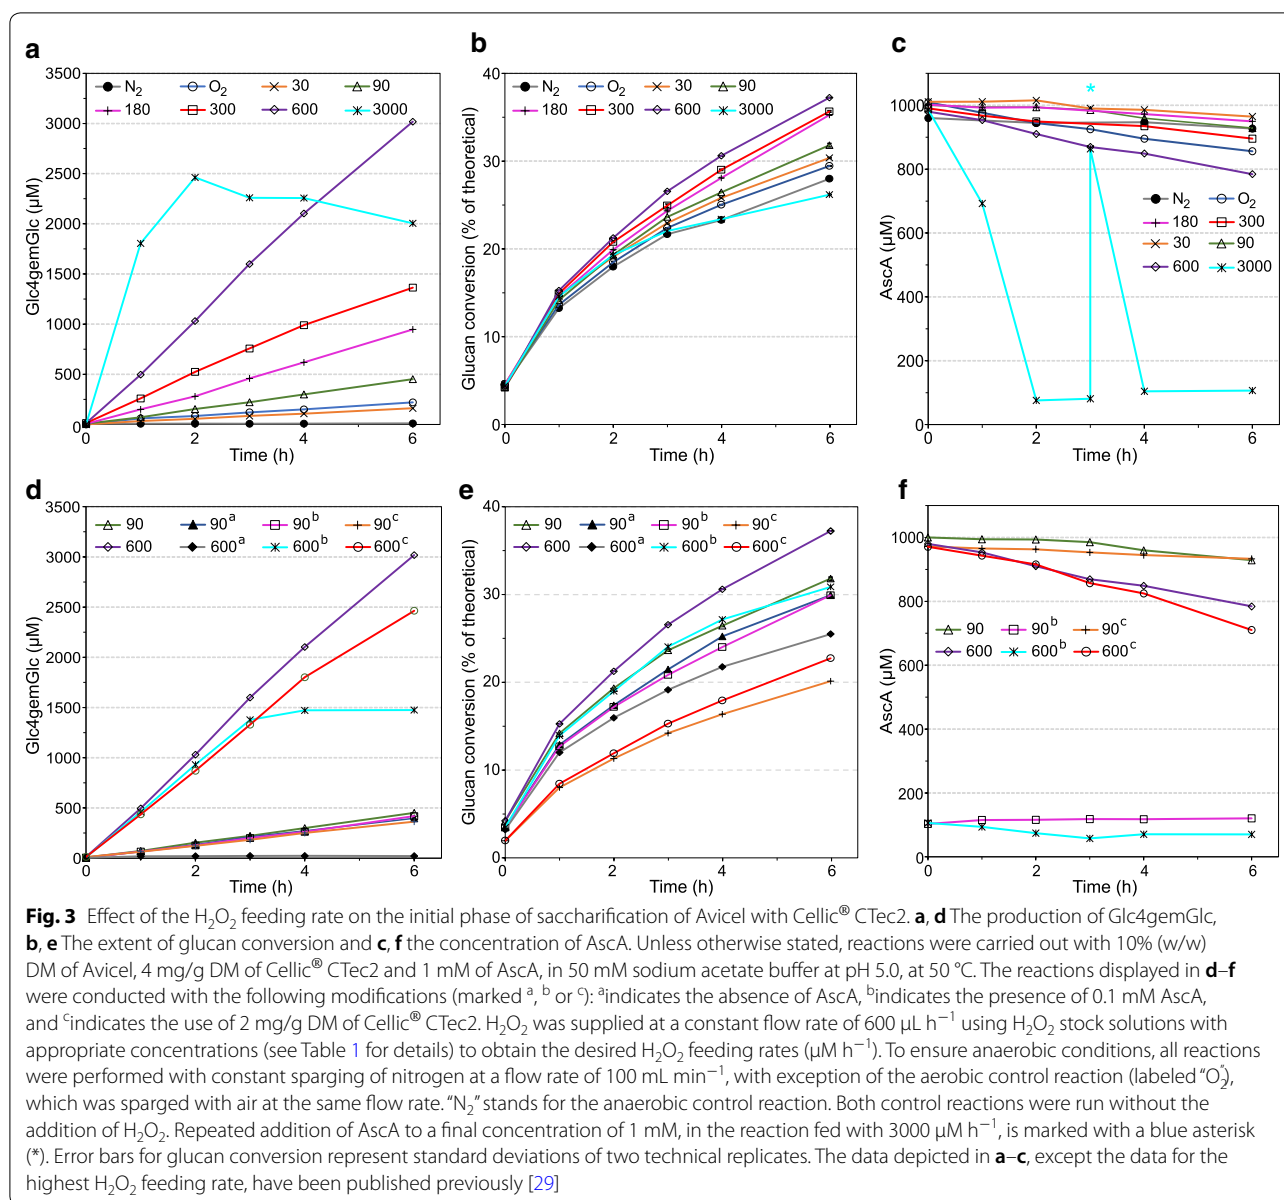 a
Glc4gemGlc (µM)
3500
3000
2500
2000
1500
1000
500
0
N₂ O₂ 30 90
180 300 600 3000
0 2 4 6
Time (h)
b
Glucan conversion (% of theoretical)
40
30
20
10
0
N₂ O₂ 30 90
180 300 600 3000
0 2 4 6
Time (h)
c
AscA (µM)
1000
800
600
400
200
0
*
N₂ O₂
180 300
30 90
600 3000
0 2 4 6
Time (h)
d
Glc4gemGlc (µM)
3500
3000
2500
2000
1500
1000
500
0
90 90ᵃ 90ᵇ 90ᶜ
600 600ᵃ 600ᵇ 600ᶜ
0 2 4 6
Time (h)
e
Glucan conversion (% of theoretical)
40
30
20
10
0
90 90ᵃ 90ᵇ 90ᶜ
600 600ᵃ 600ᵇ 600ᶜ
0 2 4 6
Time (h)
f
AscA (µM)
1000
800
600
400
200
0
90 90ᵇ 90ᶜ
600 600ᵇ 600ᶜ
0 2 4 6
Time (h)
Fig. 3 Effect of the H₂O₂ feeding rate on the initial phase of saccharification of Avicel with Cellic® CTec2. a, d The production of Glc4gemGlc,
b, e The extent of glucan conversion and c, f the concentration of AscA. Unless otherwise stated, reactions were carried out with 10% (w/w)
DM of Avicel, 4 mg/g DM of Cellic® CTec2 and 1 mM of AscA, in 50 mM sodium acetate buffer at pH 5.0, at 50 °C. The reactions displayed in d–f
were conducted with the following modifications (marked ᵃ, ᵇ or ᶜ): ᵃindicates the absence of AscA, ᵇindicates the presence of 0.1 mM AscA,
and ᶜindicates the use of 2 mg/g DM of Cellic® CTec2. H₂O₂ was supplied at a constant flow rate of 600 µL h⁻¹ using H₂O₂ stock solutions with
appropriate concentrations (see Table 1 for details) to obtain the desired H₂O₂ feeding rates (µM h⁻¹). To ensure anaerobic conditions, all reactions
were performed with constant sparging of nitrogen at a flow rate of 100 mL min⁻¹, with exception of the aerobic control reaction (labeled “O₂”),
which was sparged with air at the same flow rate. “N₂” stands for the anaerobic control reaction. Both control reactions were run without the
addition of H₂O₂. Repeated addition of AscA to a final concentration of 1 mM, in the reaction fed with 3000 µM h⁻¹, is marked with a blue asterisk
(*). Error bars for glucan conversion represent standard deviations of two technical replicates. The data depicted in a–c, except the data for the
highest H₂O₂ feeding rate, have been published previously [29]